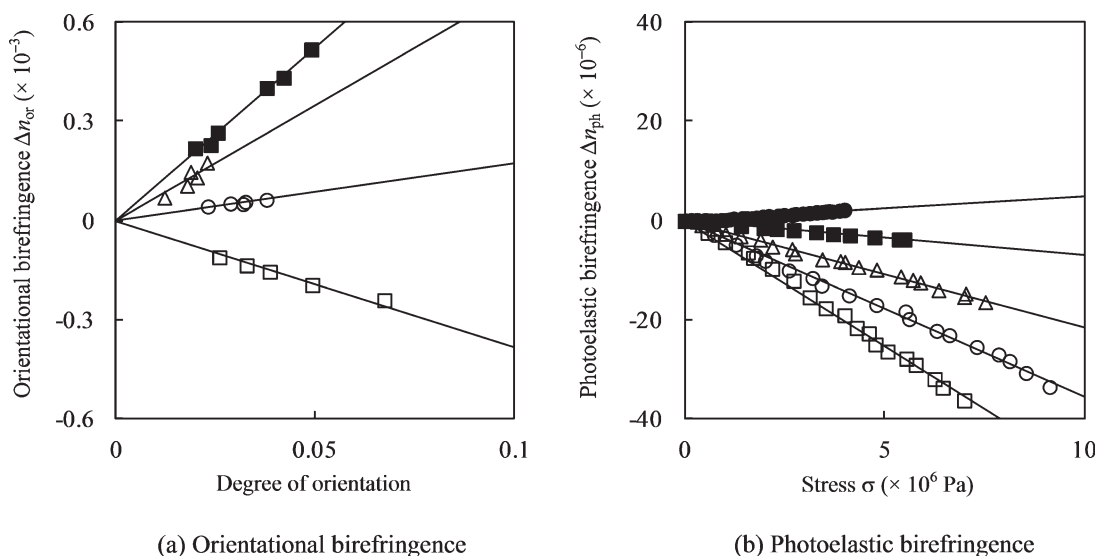 0.6
0.3
0
-0.3
-0.6
Orientational birefringence Δn_or (× 10⁻³)
0 0.05 0.1
Degree of orientation
(a) Orientational birefringence
40
20
0
-20
-40
Photoelastic birefringence Δn_ph (× 10⁻⁶)
0 5 10
Stress σ (× 10⁶ Pa)
(b) Photoelastic birefringence